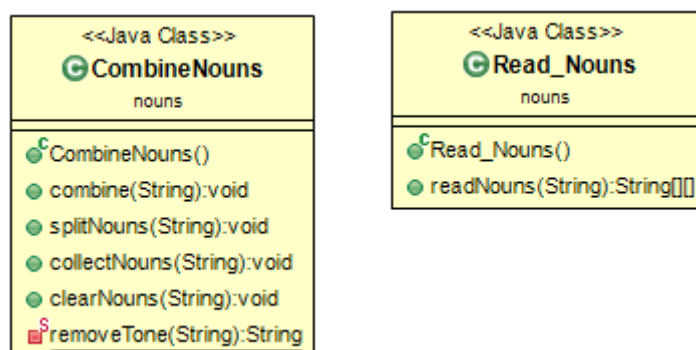 <<Java Class>>
CombineNouns
nouns
CombineNouns()
combine(String):void
splitNouns(String):void
collectNouns(String):void
clearNouns(String):void
removeTone(String):String
<<Java Class>>
Read_Nouns
nouns
Read_Nouns()
readNouns(String):String[][]